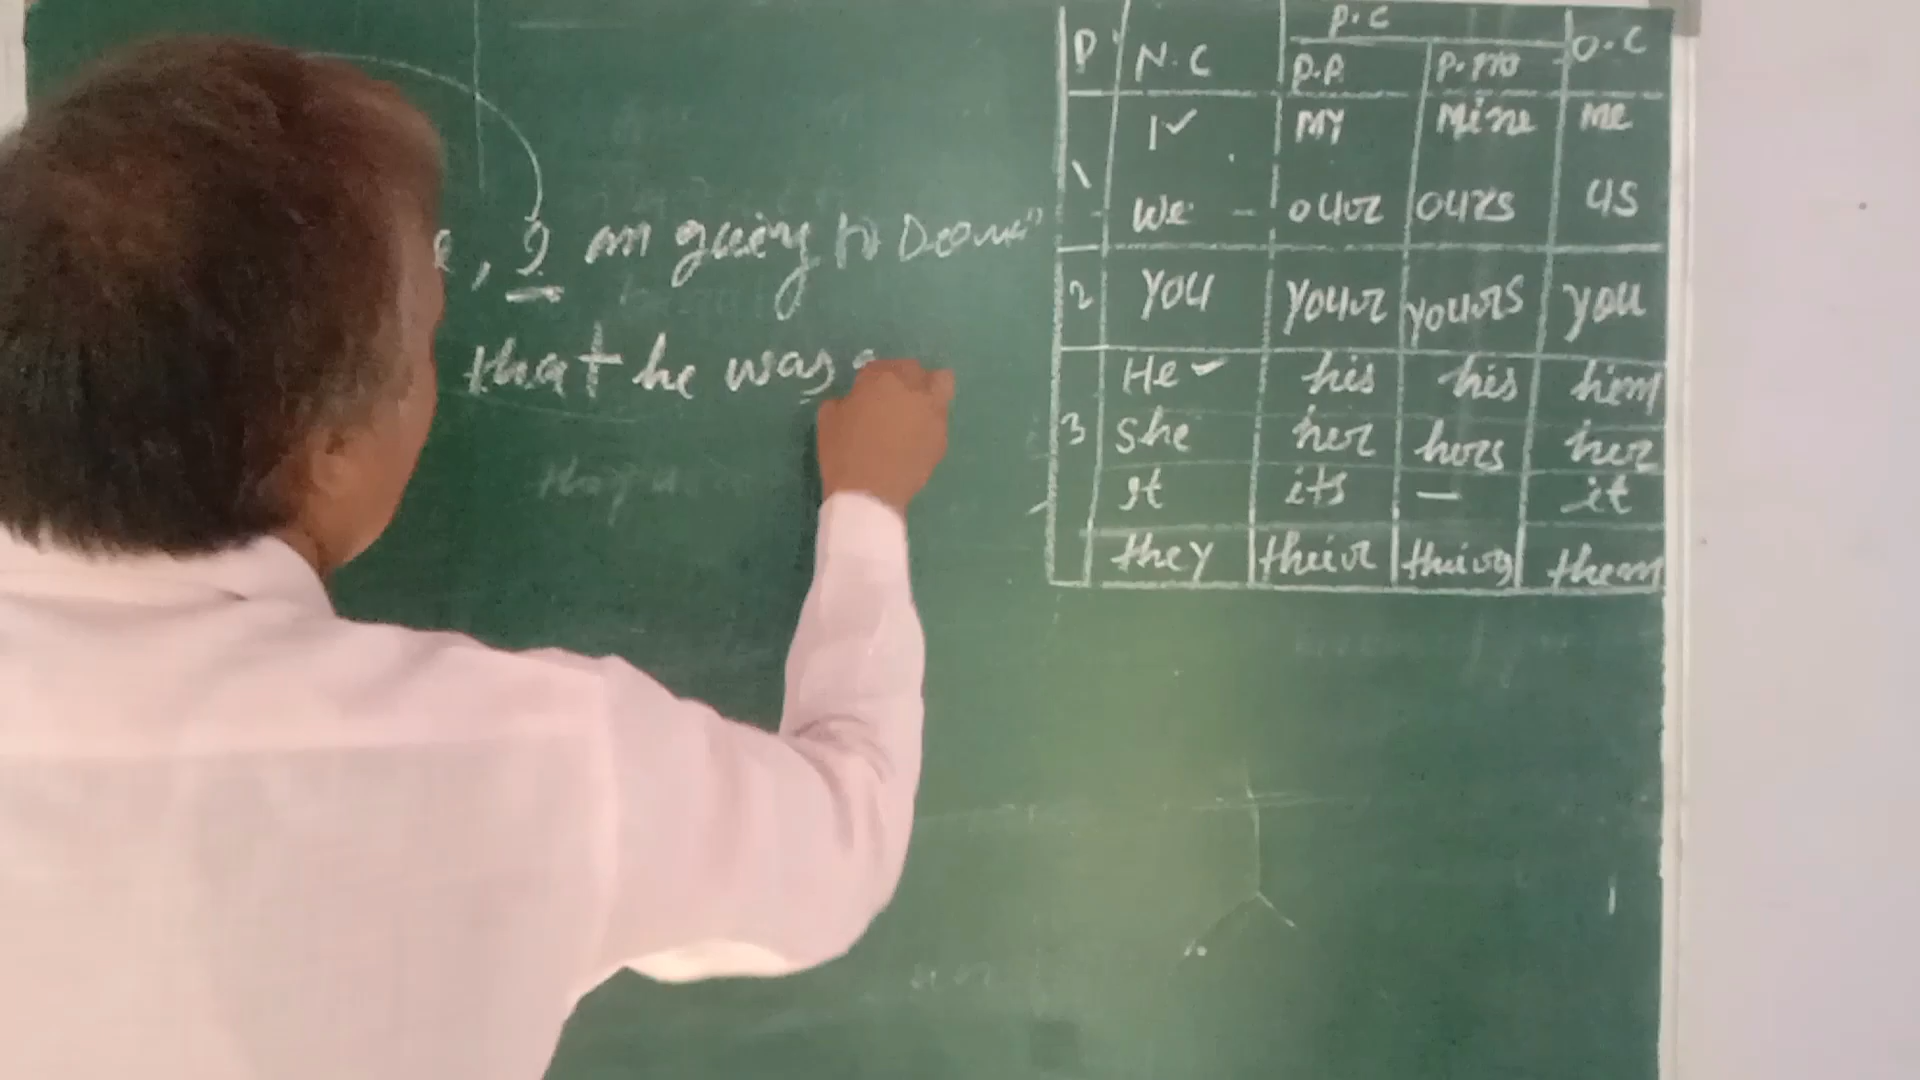 P N.C P.C O.C
P.P. P.Pro
I✓ MY Mine me
1 We - our ours us
2 you your yours you
He ✓ his his him
3 she her hers her
It its — it
they their theirs them
, I am going to
that he was